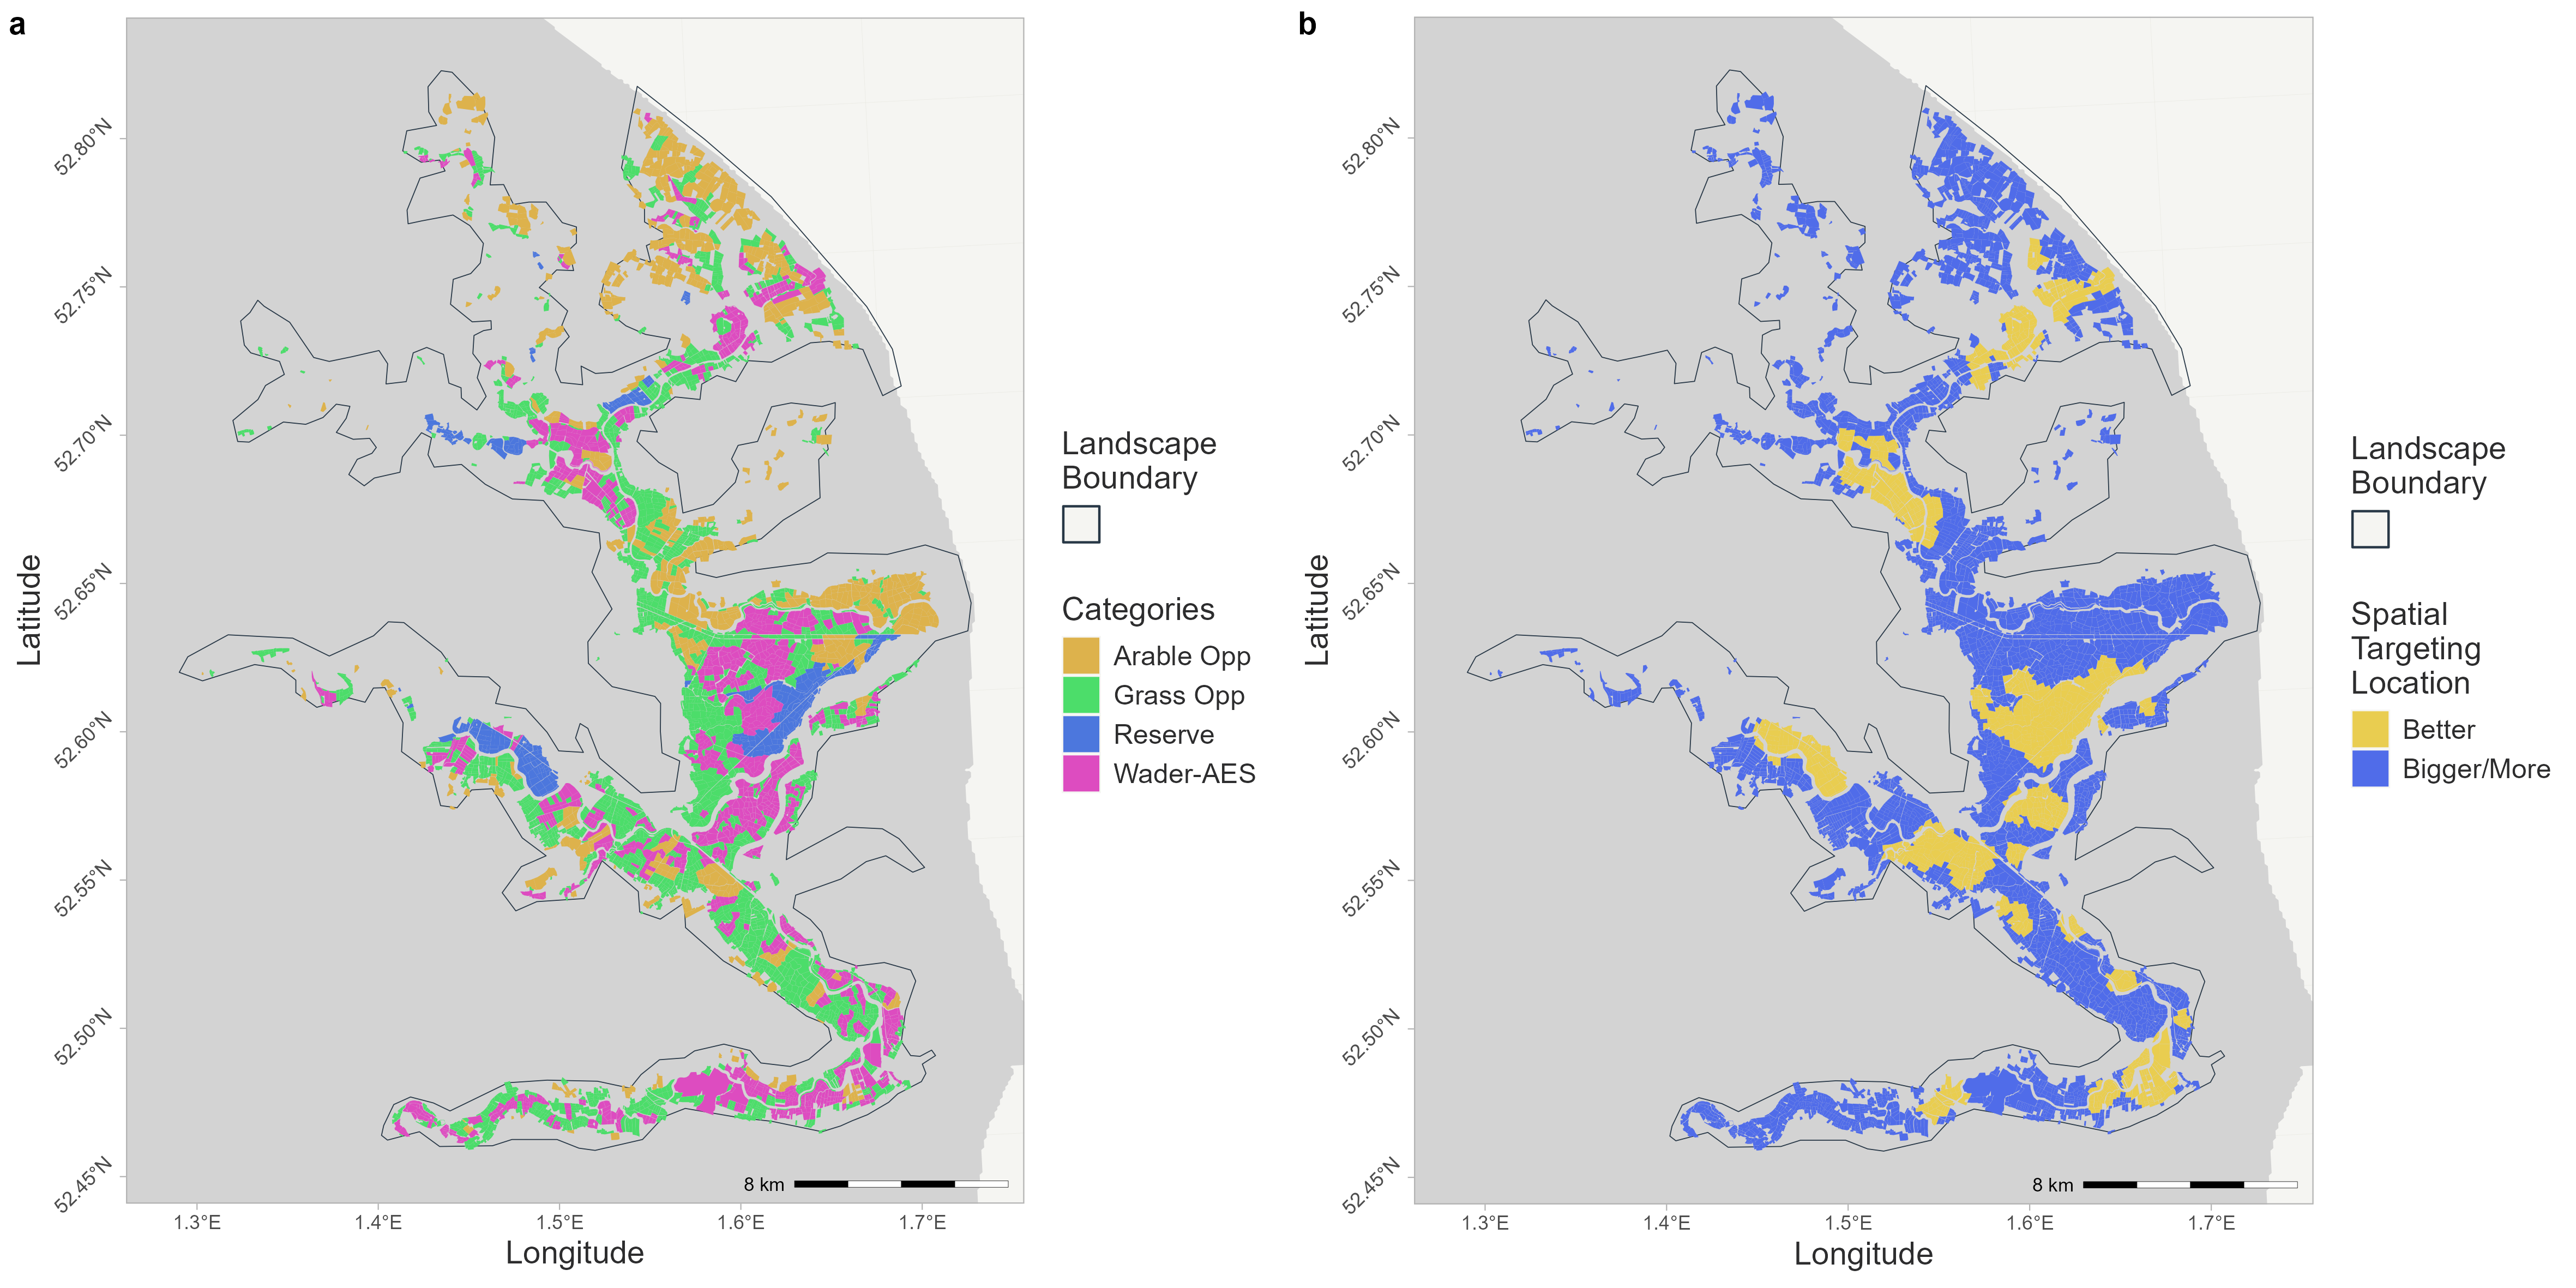 a
52.80°N
52.75°N
52.70°N
52.65°N
52.60°N
52.55°N
52.50°N
52.45°N
Latitude
1.3°E 1.4°E 1.5°E 1.6°E 1.7°E
Longitude
8 km
Landscape
Boundary
Categories
Arable Opp
Grass Opp
Reserve
Wader-AES
b
52.80°N
52.75°N
52.70°N
52.65°N
52.60°N
52.55°N
52.50°N
52.45°N
Latitude
1.3°E 1.4°E 1.5°E 1.6°E 1.7°E
Longitude
8 km
Landscape
Boundary
Spatial
Targeting
Location
Better
Bigger/More